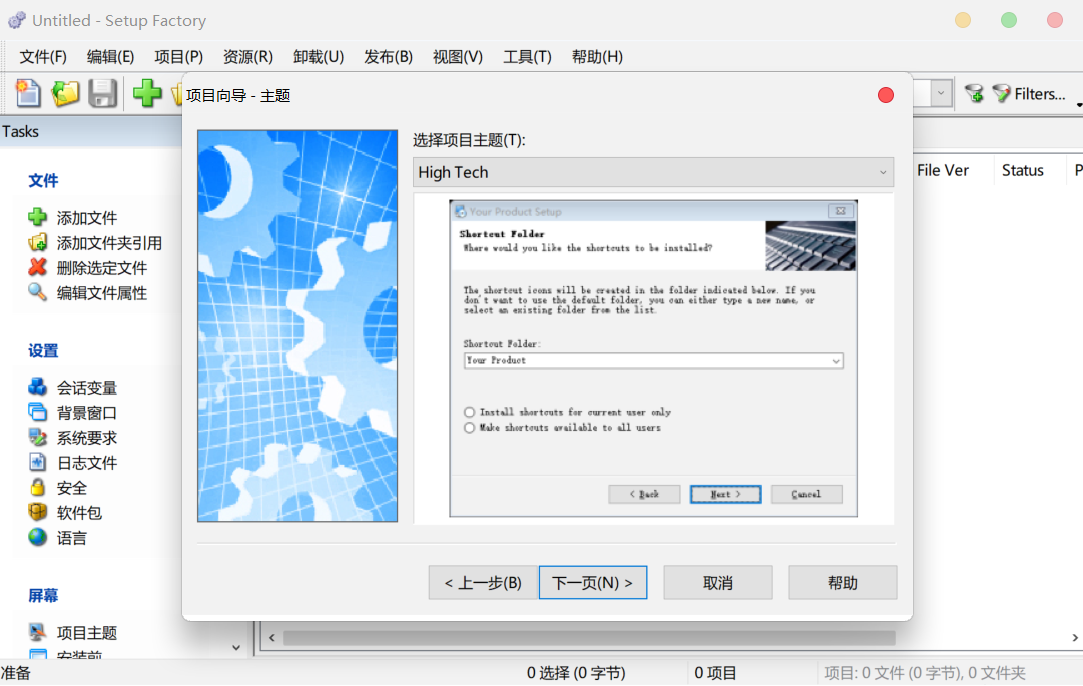 Untitled - Setup Factory
文件(F) 编辑(E) 项目(P) 资源(R) 卸载(U) 发布(B) 视图(V) 工具(T) 帮助(H)
Filters...
Tasks
文件
添加文件
添加文件夹引用
删除选定文件
编辑文件属性
设置
会话变量
背景窗口
系统要求
日志文件
安全
软件包
语言
屏幕
项目主题
安装前
项目向导 - 主题
选择项目主题(T):
High Tech
Your Product Setup
Shortcut Folder
Where would you like the shortcuts to be installed?
The shortcut icons will be created in the folder indicated below. If you
don't want to use the default folder, you can either type a new name, or
select an existing folder from the list.
Shortcut Folder:
Your Product
Install shortcuts for current user only
Make shortcuts available to all users
< Back Next > Cancel
< 上一步(B) 下一页(N) > 取消 帮助
File Ver Status P
准备 0 选择 (0 字节) 0 项目 项目: 0 文件 (0 字节), 0 文件夹